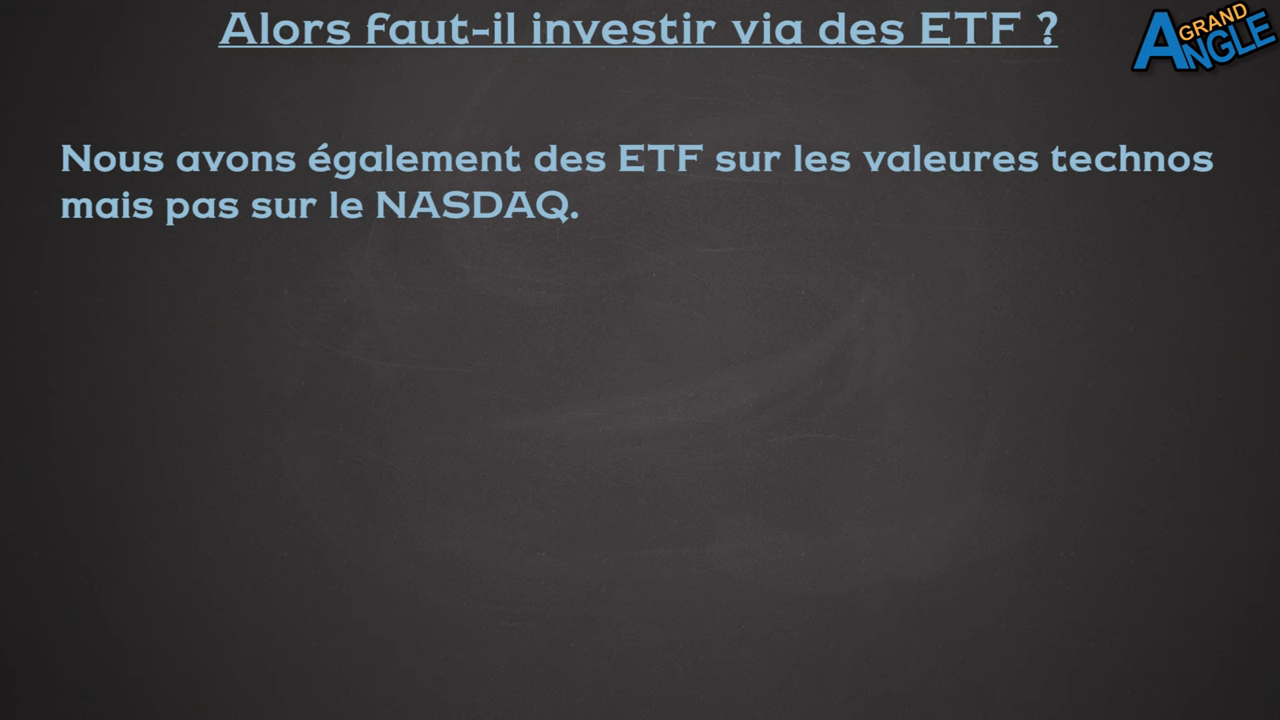 Alors faut-il investir via des ETF ?
GRAND
ANGLE
Nous avons également des ETF sur les valeures technos
mais pas sur le NASDAQ.